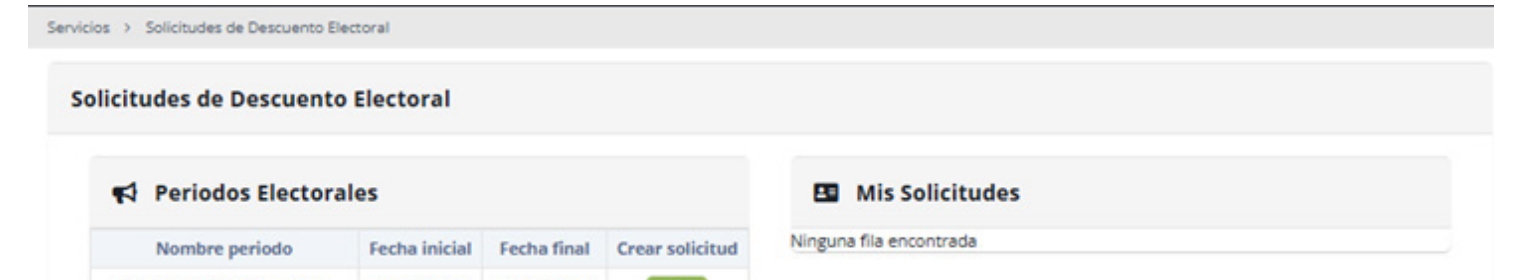 Servicios > Solicitudes de Descuento Electoral
Solicitudes de Descuento Electoral
Periodos Electorales
Nombre periodo Fecha inicial Fecha final Crear solicitud
Mis Solicitudes
Ninguna fila encontrada